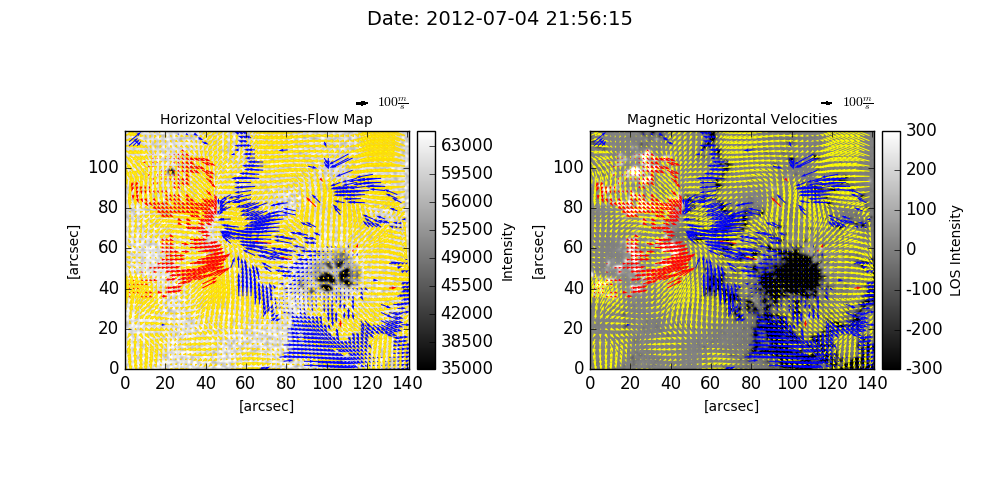 Date: 2012-07-04 21:56:15
100 m/s
Horizontal Velocities-Flow Map
[arcsec]
100
80
60
40
20
0
0 20 40 60 80 100 120 140
[arcsec]
63000
59500
56000
52500
49000
45500
42000
38500
35000
Intensity
100 m/s
Magnetic Horizontal Velocities
[arcsec]
100
80
60
40
20
0
0 20 40 60 80 100 120 140
[arcsec]
300
200
100
0
-100
-200
-300
LOS Intensity